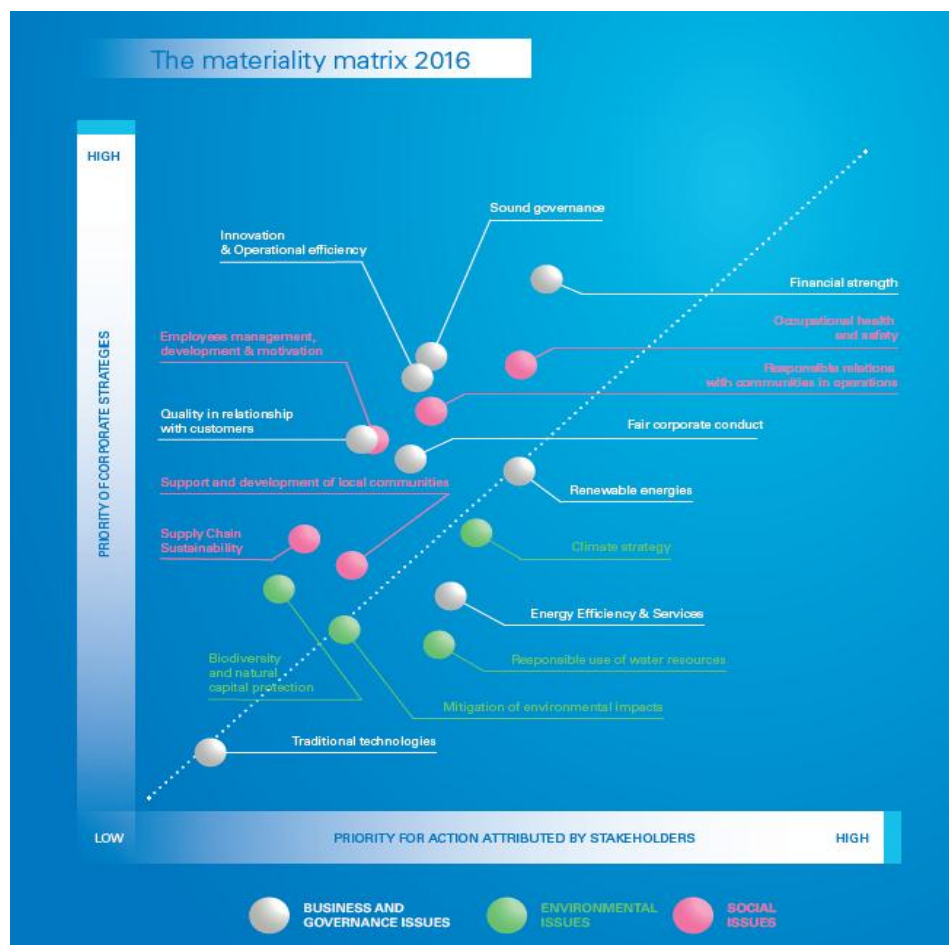 The materiality matrix 2016
HIGH
PRIORITY OF CORPORATE STRATEGIES
Sound governance
Innovation
& Operational efficiency
Financial strength
Occupational health
and safety
Employees management,
development & motivation
Responsible relations
with communities in operations
Quality in relationship
with customers
Fair corporate conduct
Support and development of local communities
Renewable energies
Supply Chain
Sustainability
Climate strategy
Energy Efficiency & Services
Biodiversity
and natural
capital protection
Responsible use of water resources
Mitigation of environmental impacts
Traditional technologies
LOW
PRIORITY FOR ACTION ATTRIBUTED BY STAKEHOLDERS
HIGH
BUSINESS AND
GOVERNANCE ISSUES
ENVIRONMENTAL
ISSUES
SOCIAL
ISSUES